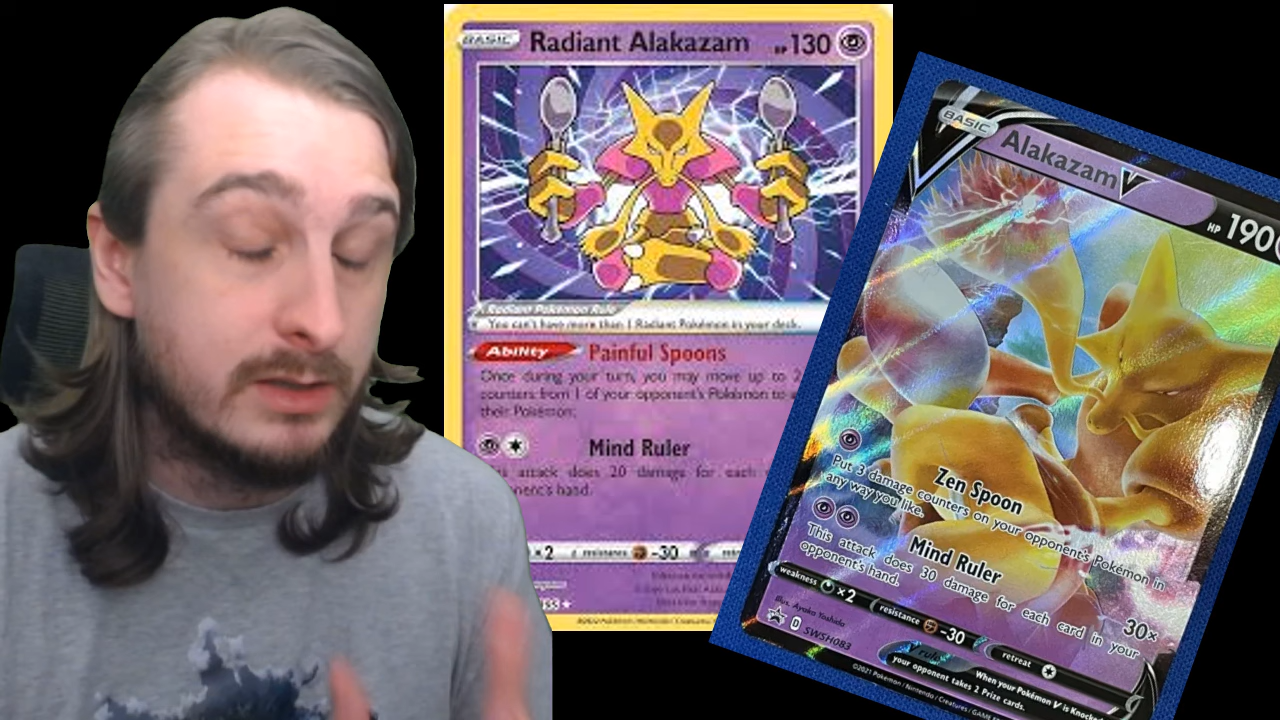 BASIC Radiant Alakazam HP 130
Radiant Pokémon Rule
You can't have more than 1 Radiant Pokémon in your deck.
Ability Painful Spoons
Once during your turn, you may move up to 2
counters from 1 of your opponent's Pokémon to
their Pokémon.
Mind Ruler
attack does 20 damage for each
hand.
×2 resistance -30
BASIC
Alakazam V HP 190
Zen Spoon
Put 3 damage counters on your opponent's Pokémon in
any way you like.
Mind Ruler 30×
This attack does 30 damage for each card in your
opponent's hand.
weakness ×2 resistance -30 retreat
Illus. Ayaka Yoshida
D SWSH083
V rule
When your Pokémon V is Knocked
your opponent takes 2 Prize cards.
©2021 Pokémon / Nintendo / Creatures / GAME